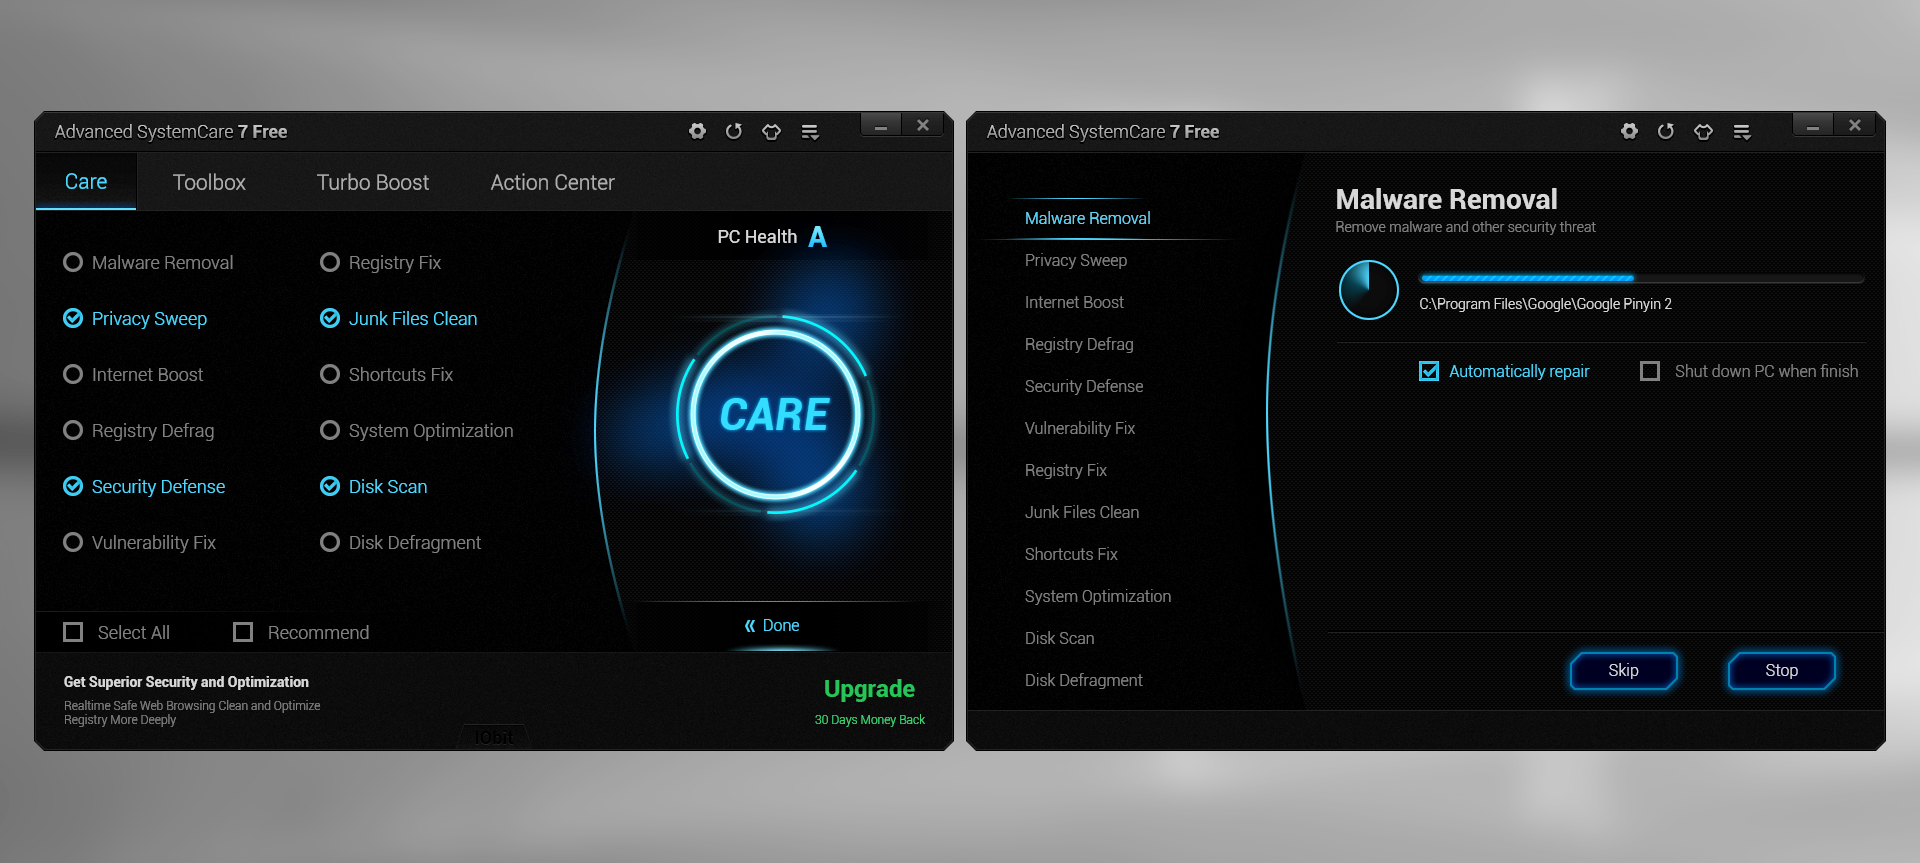 Advanced SystemCare 7 Free
Care
Toolbox
Turbo Boost
Action Center
Malware Removal
Registry Fix
Privacy Sweep
Junk Files Clean
Internet Boost
Shortcuts Fix
Registry Defrag
System Optimization
Security Defense
Disk Scan
Vulnerability Fix
Disk Defragment
Select All
Recommend
PC Health A
CARE
« Done
Get Superior Security and Optimization
Realtime Safe Web Browsing Clean and Optimize
Registry More Deeply
IObit
Upgrade
30 Days Money Back
Advanced SystemCare 7 Free
Malware Removal
Privacy Sweep
Internet Boost
Registry Defrag
Security Defense
Vulnerability Fix
Registry Fix
Junk Files Clean
Shortcuts Fix
System Optimization
Disk Scan
Disk Defragment
Malware Removal
Remove malware and other security threat
C:\Program Files\Google\Google Pinyin 2
Automatically repair
Shut down PC when finish
Skip
Stop